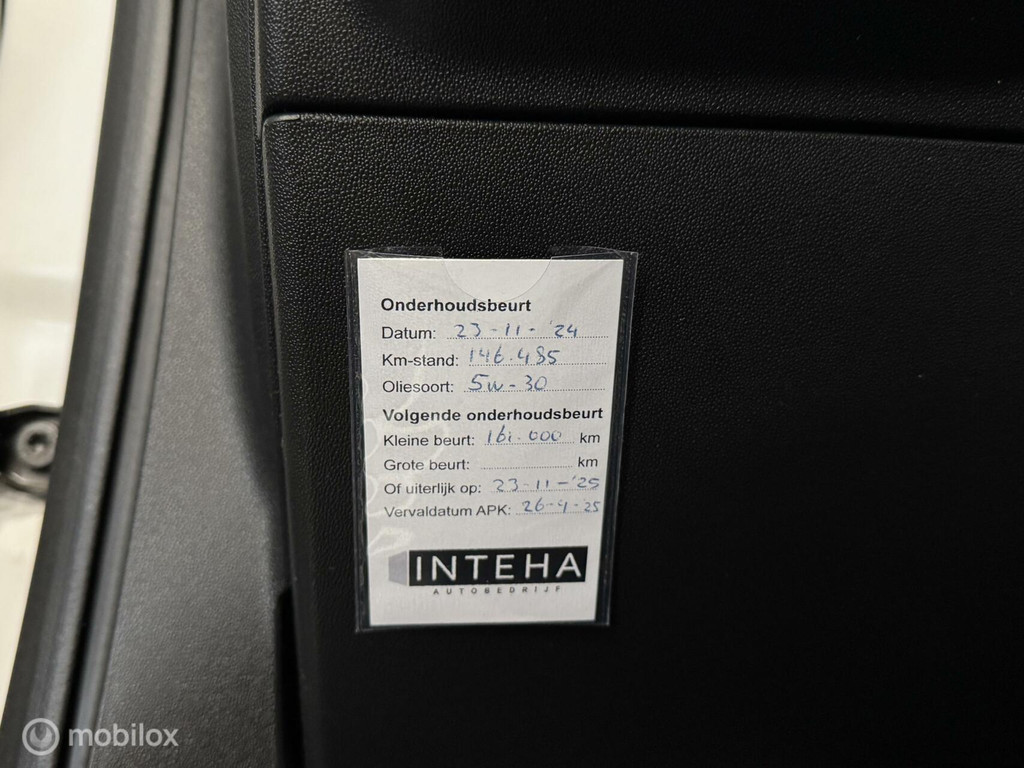 Onderhoudsbeurt
Datum: 23-11-'24
Km-stand: 146.485
Oliesoort: 5w-30
Volgende onderhoudsbeurt
Kleine beurt: 161.000 km
Grote beurt: km
Of uiterlijk op: 23-11-'25
Vervaldatum APK: 26-4-'25
INTEHA
AUTOBEDRIJF
mobilox